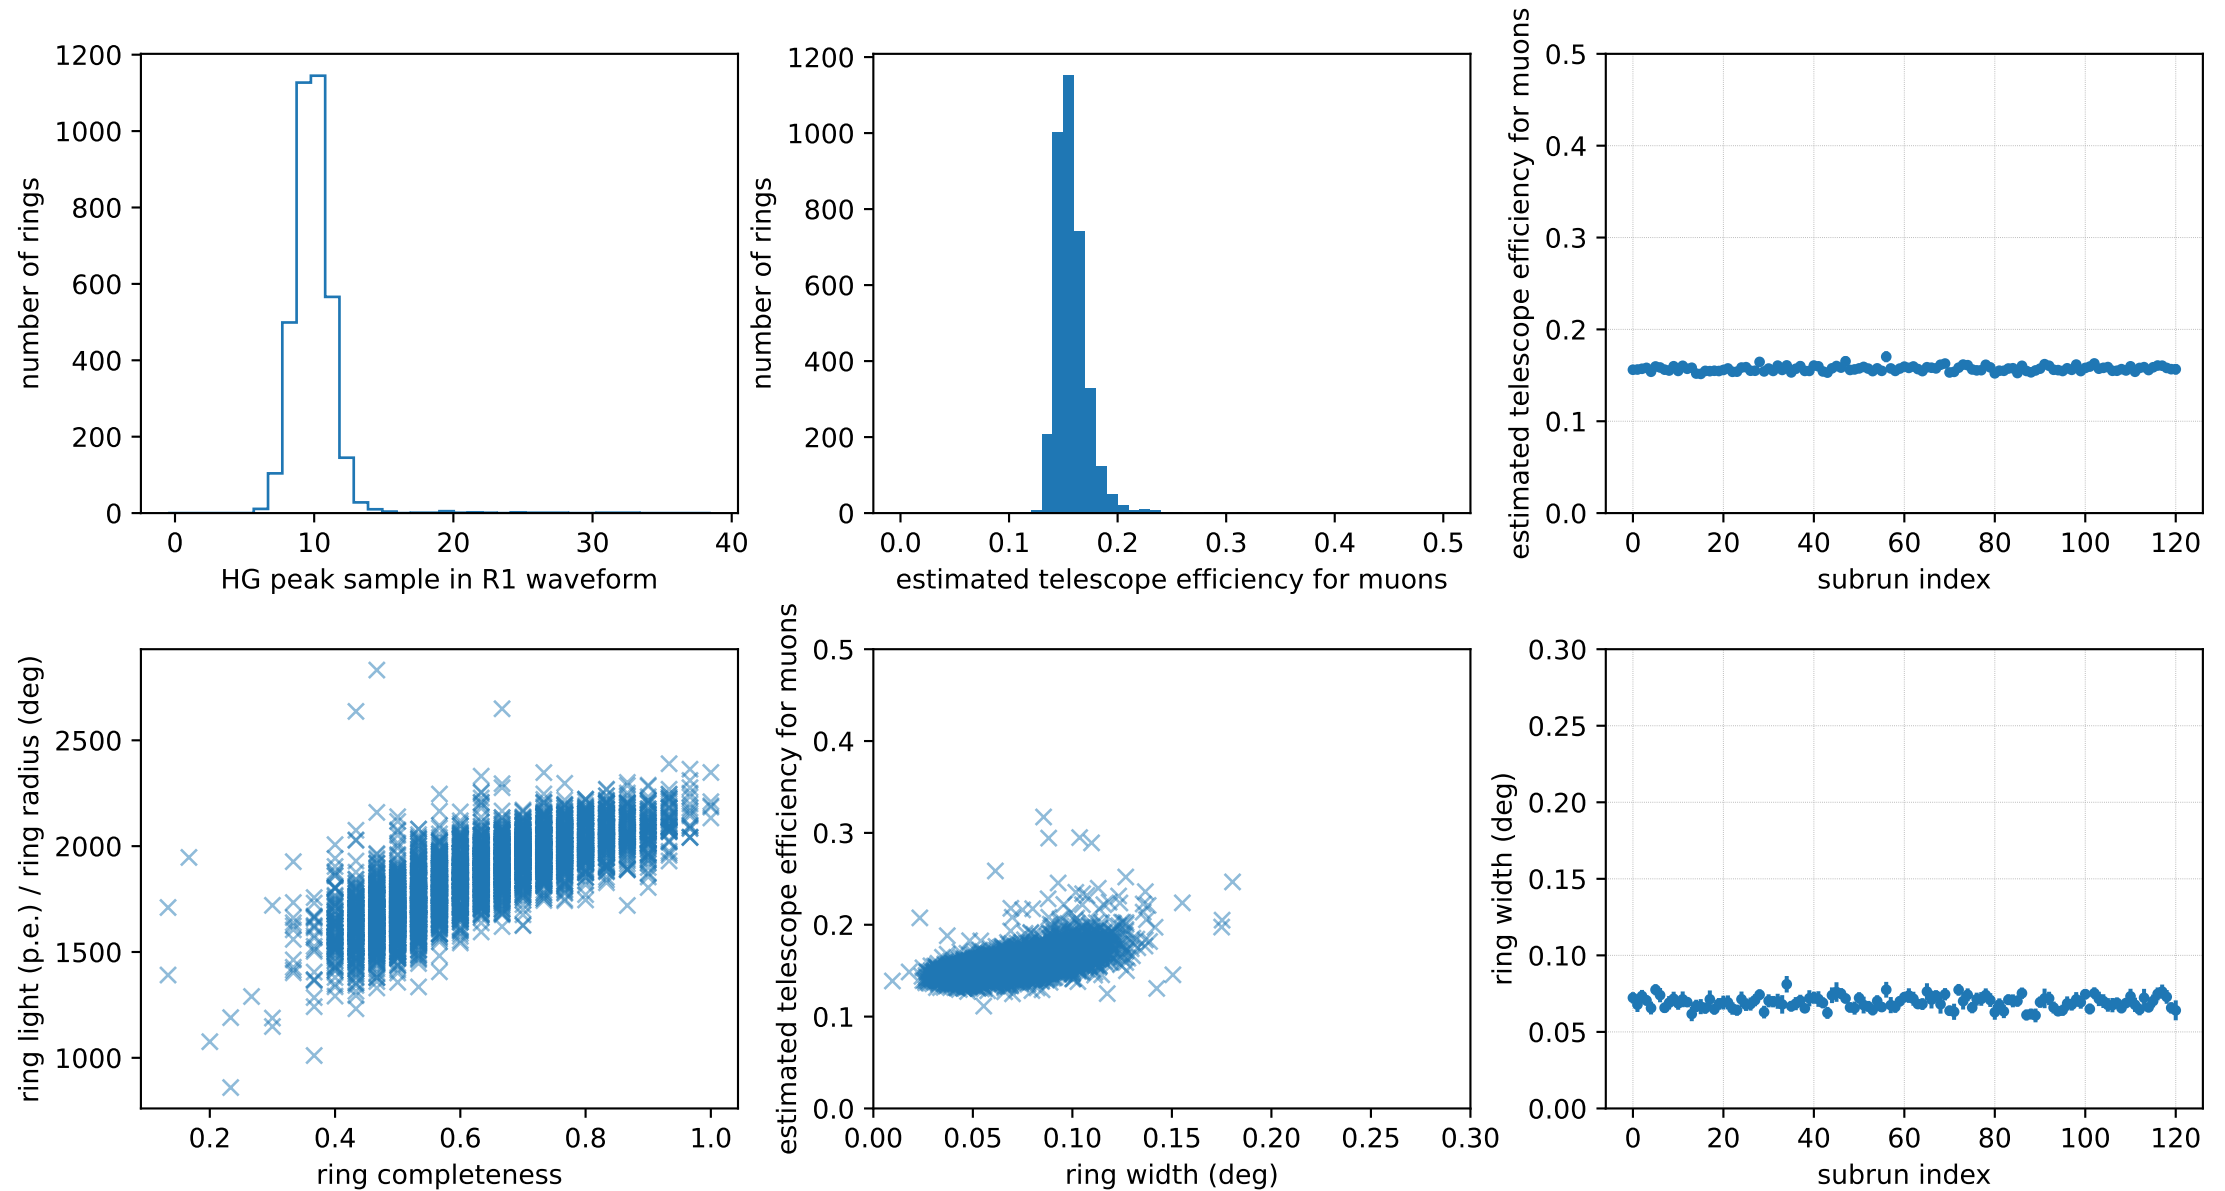 number of rings
1200
1000
800
600
400
200
0
0 10 20 30 40
HG peak sample in R1 waveform
number of rings
1200
1000
800
600
400
200
0
0.0 0.1 0.2 0.3 0.4 0.5
estimated telescope efficiency for muons
estimated telescope efficiency for muons
0.5
0.4
0.3
0.2
0.1
0.0
0 20 40 60 80 100 120
subrun index
ring light (p.e.) / ring radius (deg)
2500
2000
1500
1000
0.2 0.4 0.6 0.8 1.0
ring completeness
estimated telescope efficiency for muons
0.5
0.4
0.3
0.2
0.1
0.0
0.00 0.05 0.10 0.15 0.20 0.25 0.30
ring width (deg)
ring width (deg)
0.30
0.25
0.20
0.15
0.10
0.05
0.00
0 20 40 60 80 100 120
subrun index